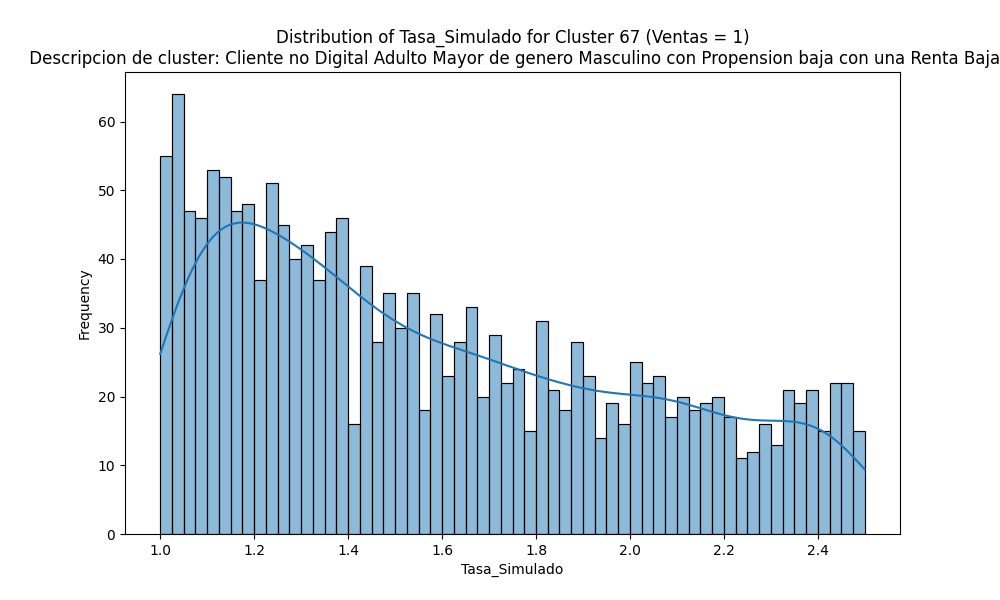 Distribution of Tasa_Simulado for Cluster 67 (Ventas = 1)
Descripcion de cluster: Cliente no Digital Adulto Mayor de genero Masculino con Propension baja con una Renta Baja
60
50
40
30
20
10
0
Frequency
1.0 1.2 1.4 1.6 1.8 2.0 2.2 2.4
Tasa_Simulado